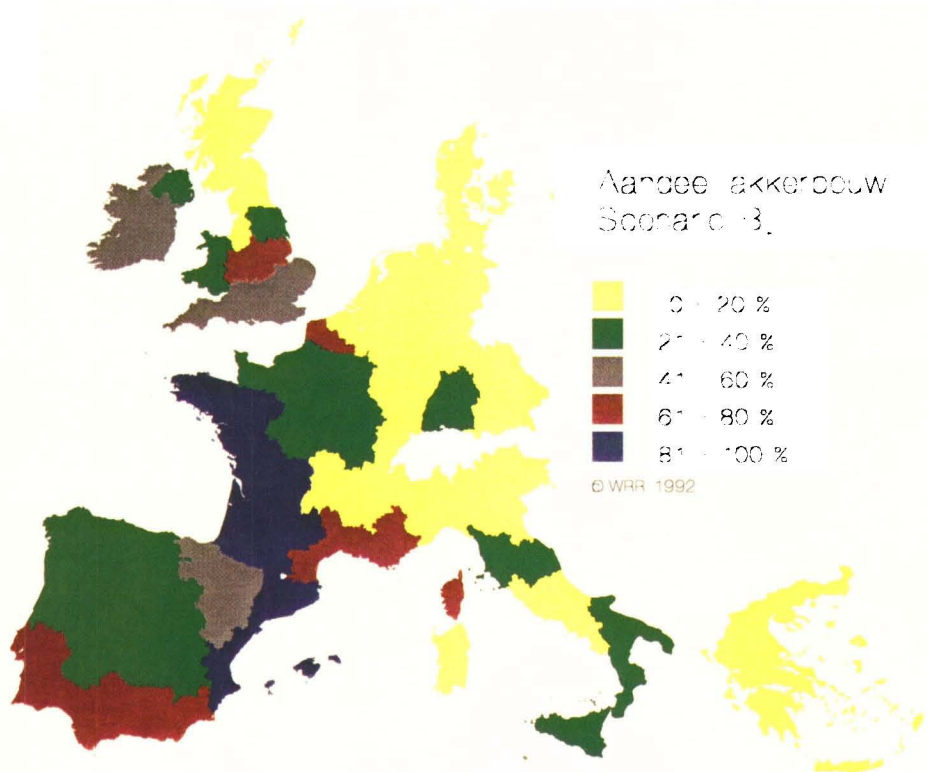 Aandeel akkerbouw
Scenario B.
0 - 20 %
21 - 40 %
41 - 60 %
61 - 80 %
81 - 100 %
© WRR 1992